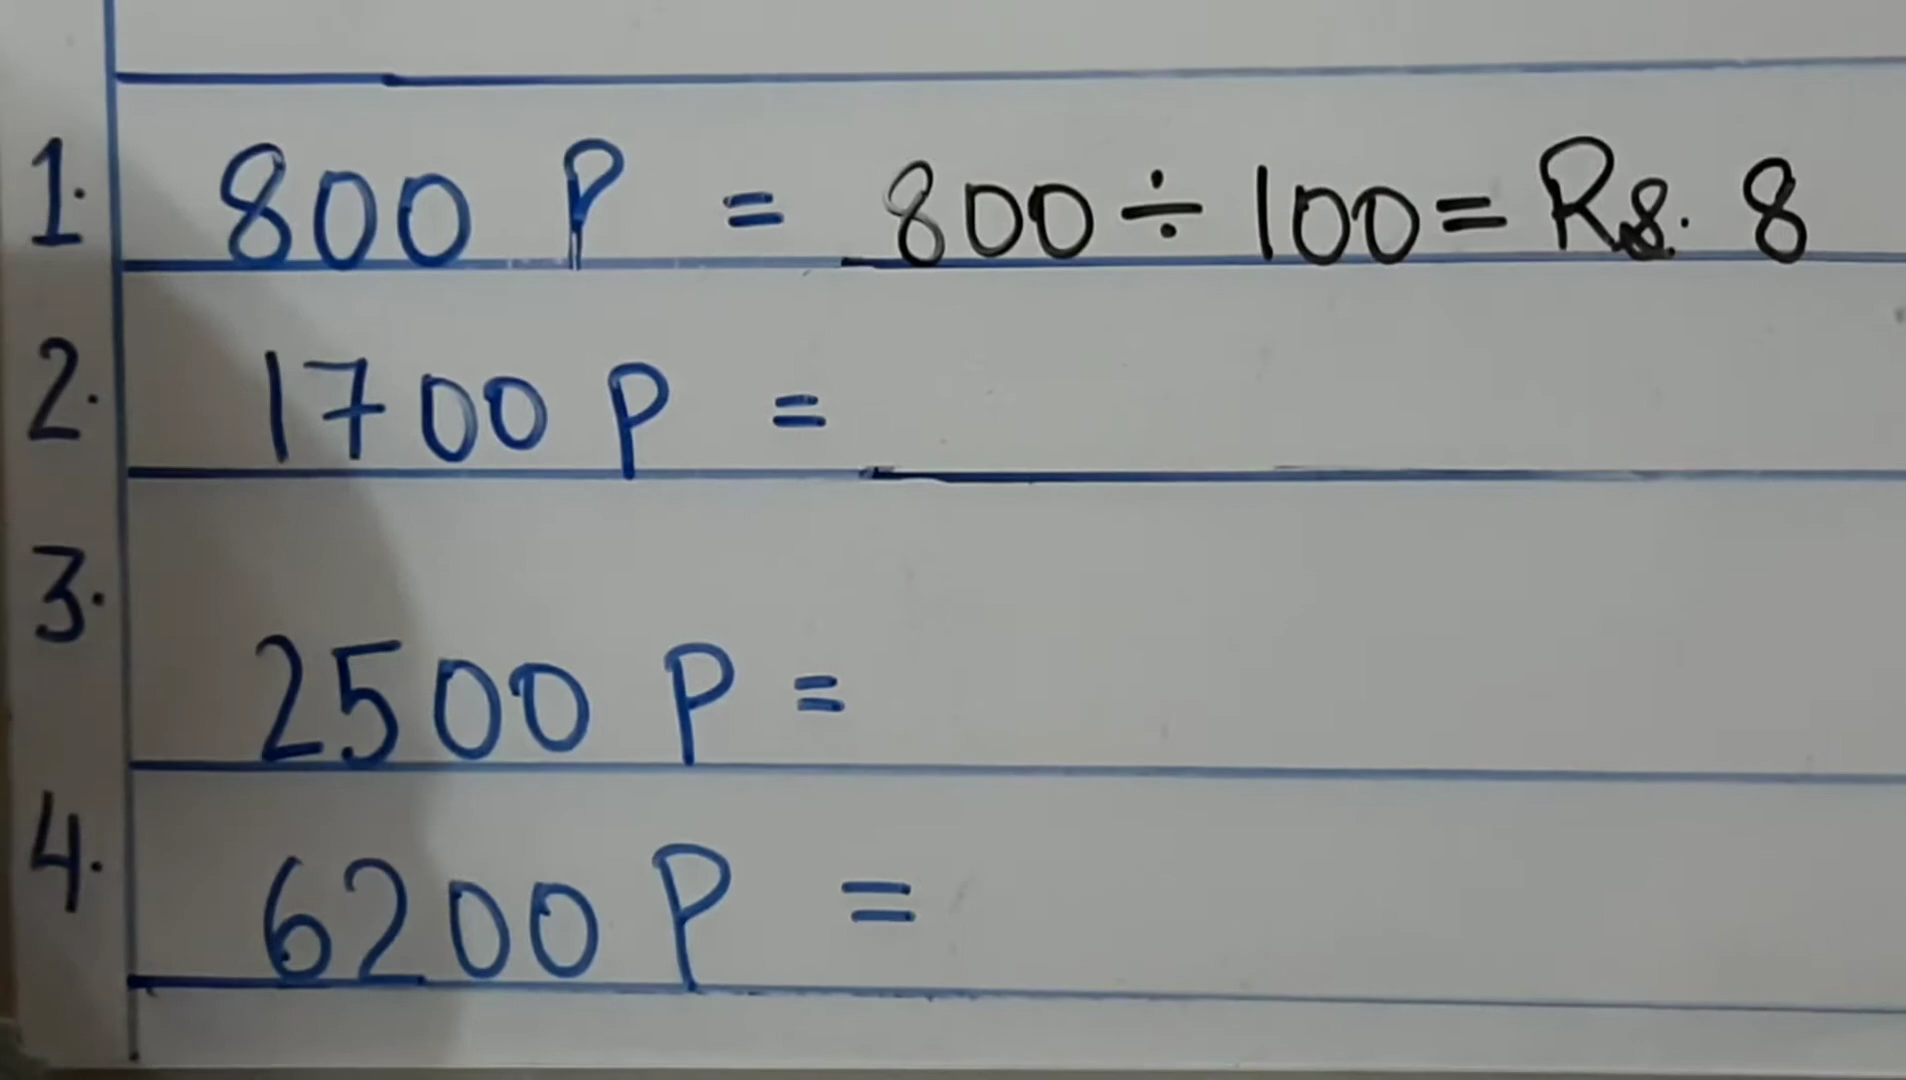 1. 800 P = 800 ÷ 100 = Rs. 8
2. 1700 P =
3. 2500 P =
4. 6200 P =